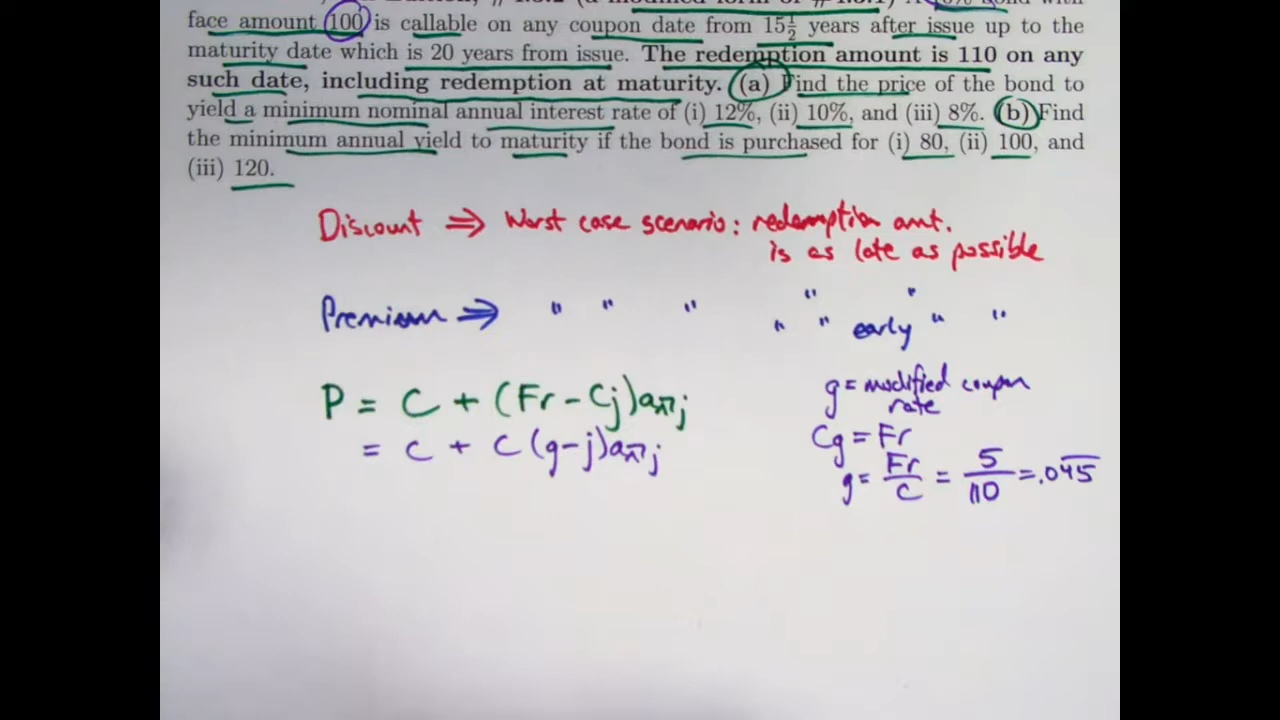 face amount 100 is callable on any coupon date from 15½ years after issue up to the
maturity date which is 20 years from issue. The redemption amount is 110 on any
such date, including redemption at maturity. (a) Find the price of the bond to
yield a minimum nominal annual interest rate of (i) 12%, (ii) 10%, and (iii) 8%. (b) Find
the minimum annual yield to maturity if the bond is purchased for (i) 80, (ii) 100, and
(iii) 120.
Discount ⇒ Worst case scenario: redemption amt.
is as late as possible
Premium ⇒ " " " " "
" " early " "
P = C + (Fr - Cj)a_n⌉j
= C + C(g-j)a_n⌉j
g = modified coupon
rate
Cg = Fr
g = Fr/C = 5/110 = .04̅5̅